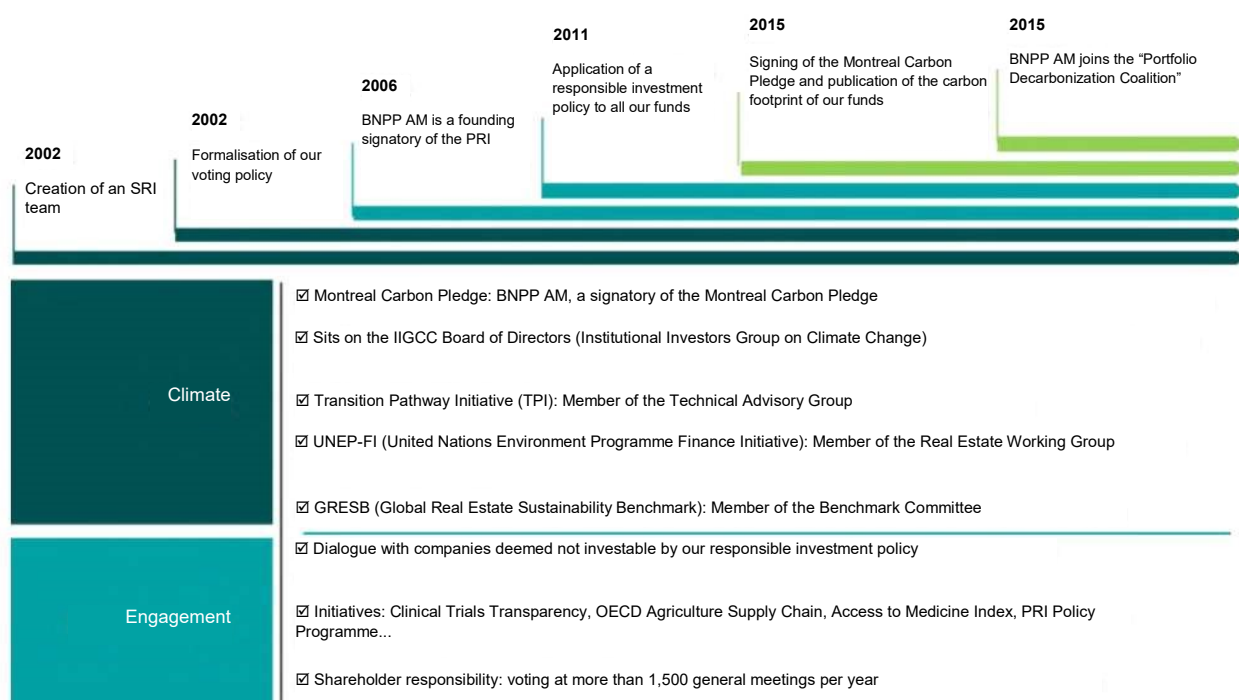 2002
Creation of an SRI
team
2002
Formalisation of our
voting policy
2006
BNPP AM is a founding
signatory of the PRI
2011
Application of a
responsible investment
policy to all our funds
2015
Signing of the Montreal Carbon
Pledge and publication of the carbon
footprint of our funds
2015
BNPP AM joins the “Portfolio
Decarbonization Coalition”
Climate
☑ Montreal Carbon Pledge: BNPP AM, a signatory of the Montreal Carbon Pledge
☑ Sits on the IIGCC Board of Directors (Institutional Investors Group on Climate Change)
☑ Transition Pathway Initiative (TPI): Member of the Technical Advisory Group
☑ UNEP-FI (United Nations Environment Programme Finance Initiative): Member of the Real Estate Working Group
☑ GRESB (Global Real Estate Sustainability Benchmark): Member of the Benchmark Committee
Engagement
☑ Dialogue with companies deemed not investable by our responsible investment policy
☑ Initiatives: Clinical Trials Transparency, OECD Agriculture Supply Chain, Access to Medicine Index, PRI Policy
Programme...
☑ Shareholder responsibility: voting at more than 1,500 general meetings per year